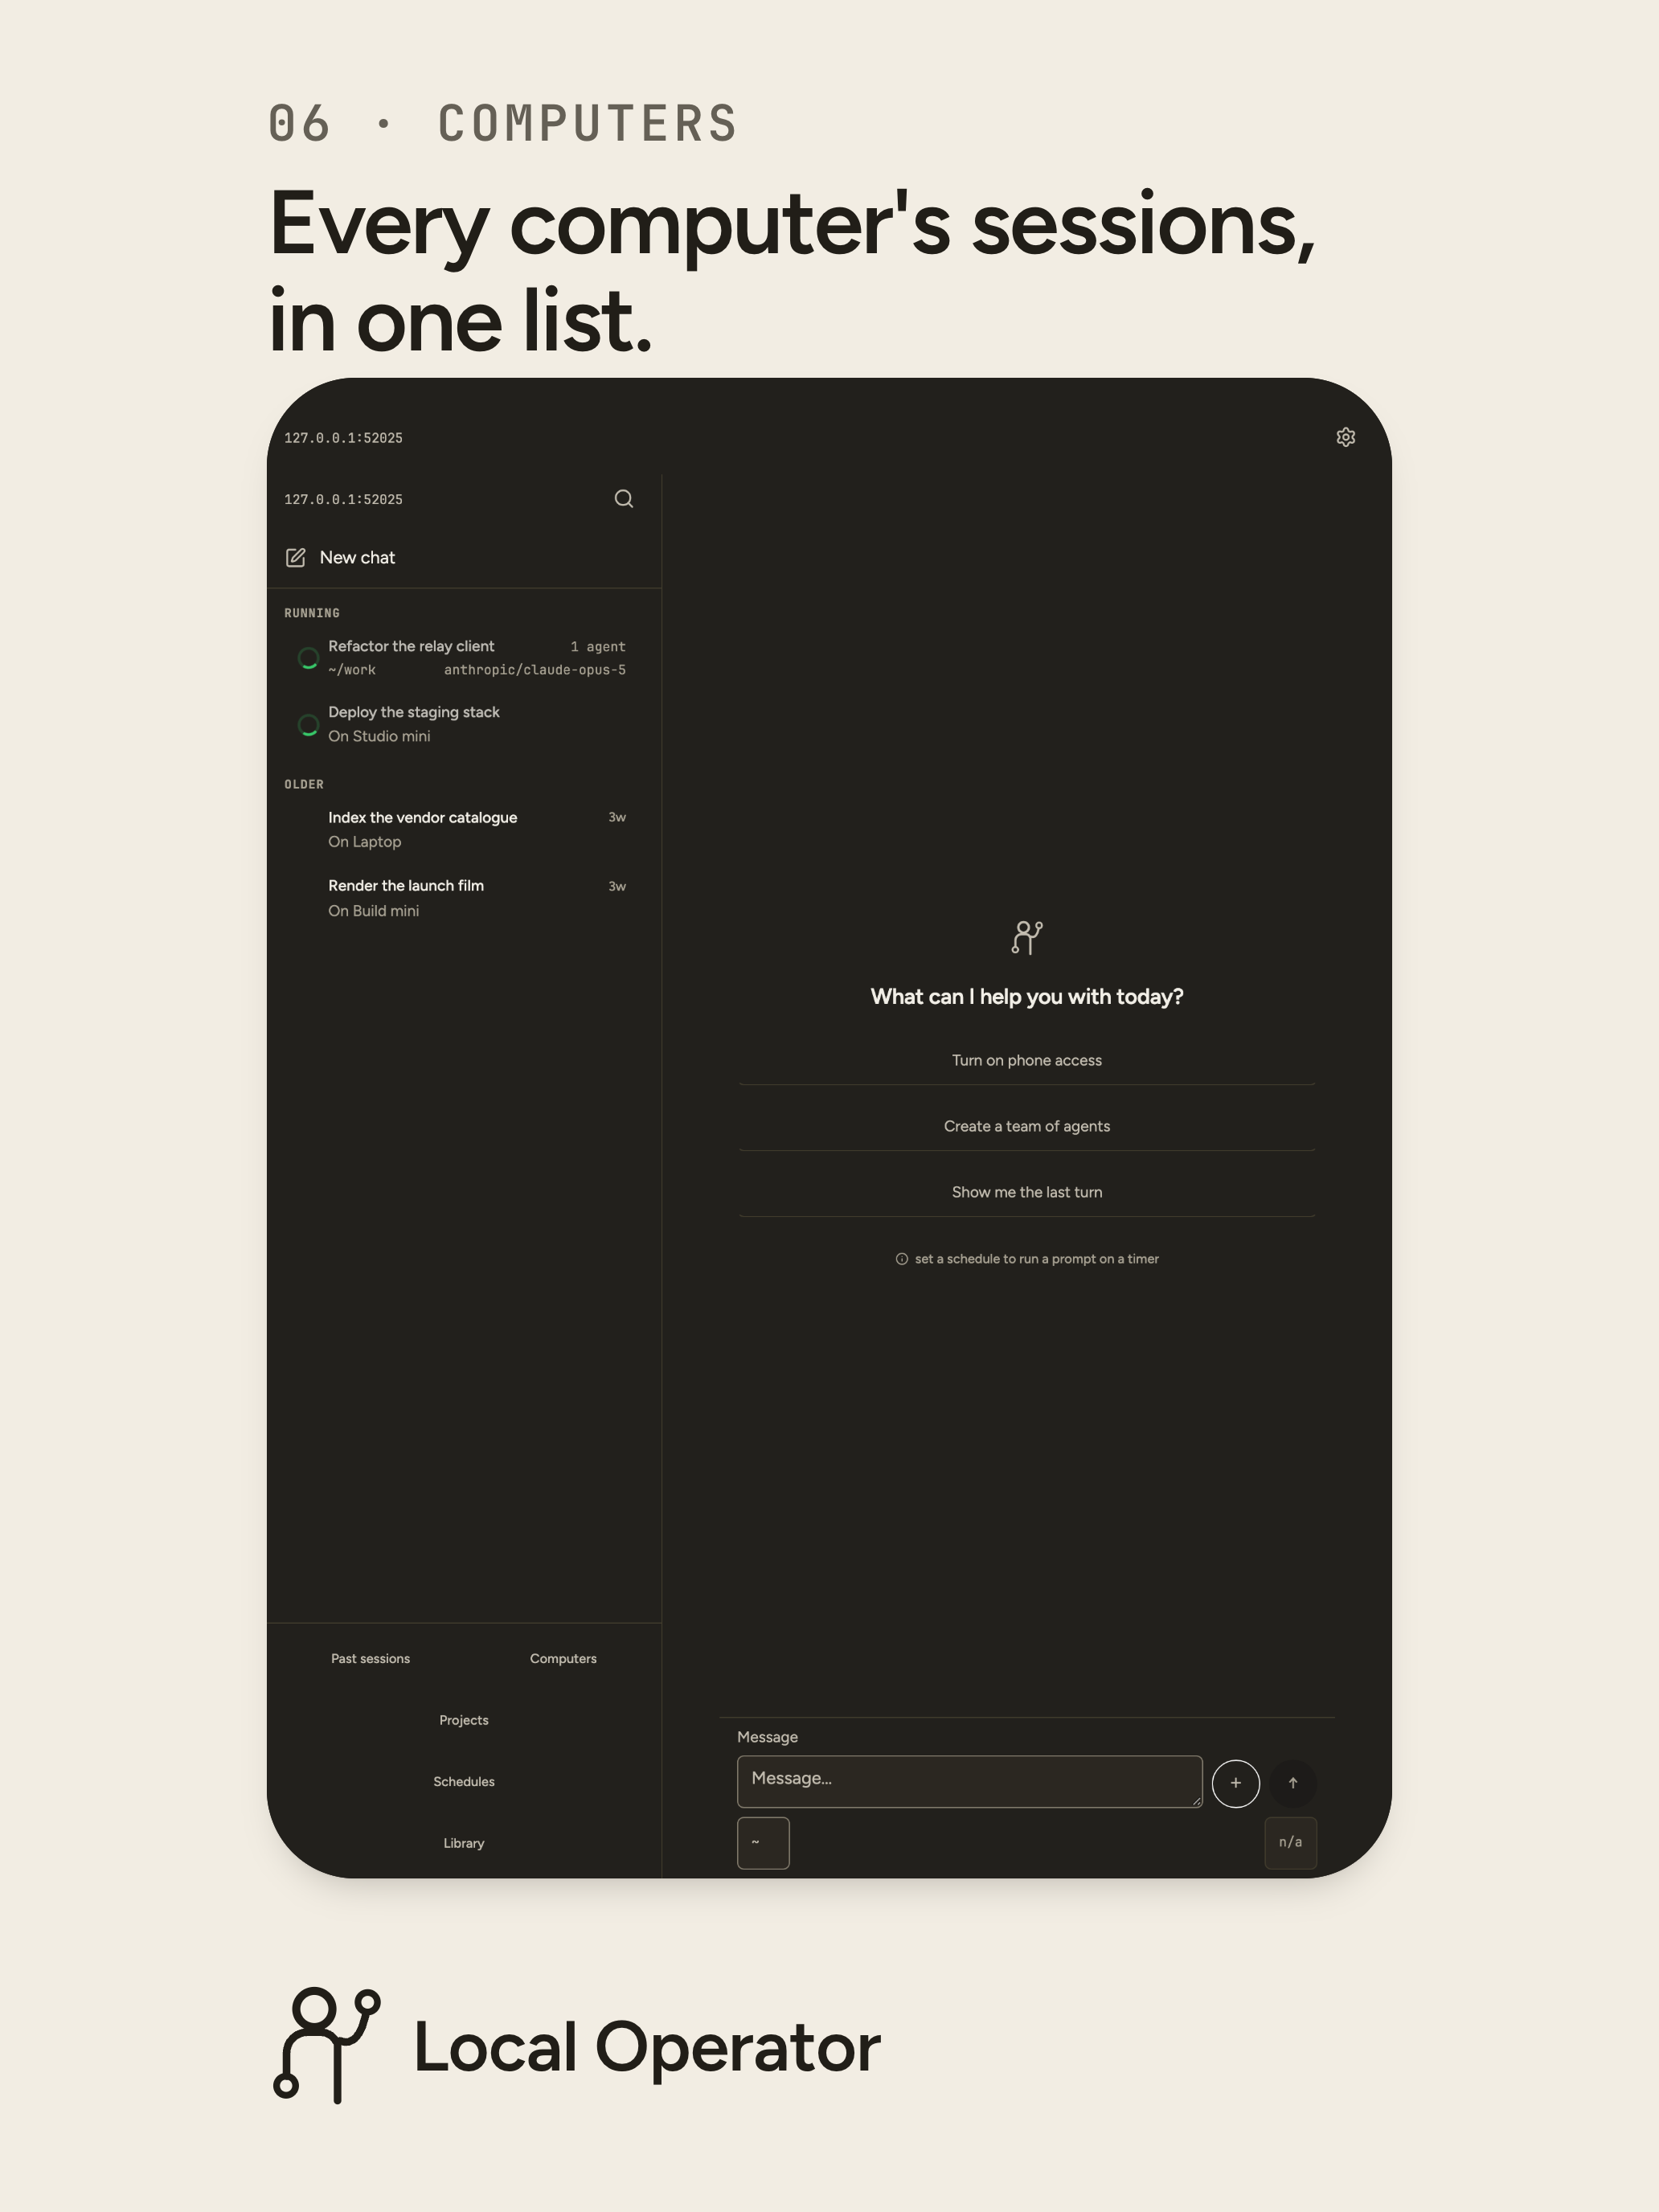 06 · COMPUTERS
Every computer's sessions,
in one list.
127.0.0.1:52025
127.0.0.1:52025
New chat
RUNNING
Refactor the relay client 1 agent
~/work anthropic/claude-opus-5
Deploy the staging stack
On Studio mini
OLDER
Index the vendor catalogue 3w
On Laptop
Render the launch film 3w
On Build mini
What can I help you with today?
Turn on phone access
Create a team of agents
Show me the last turn
set a schedule to run a prompt on a timer
Past sessions Computers
Projects
Schedules
Library
Message
Message...
~ n/a
Local Operator